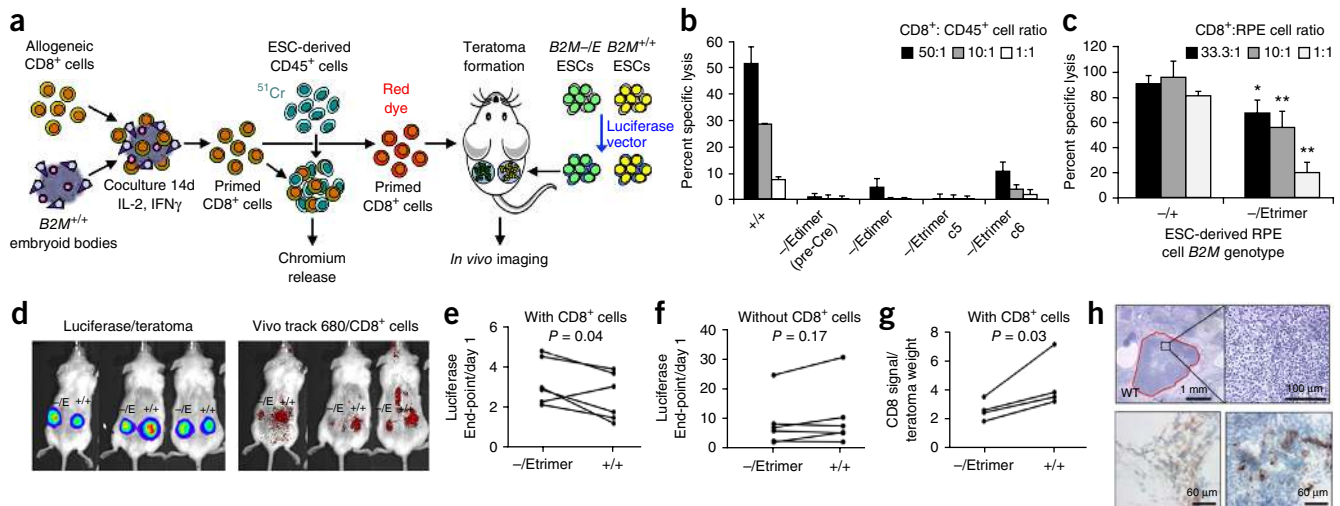 a
Allogeneic
CD8+ cells
B2M+/+
embryoid bodies
Coculture 14d
IL-2, IFNγ
Primed
CD8+ cells
ESC-derived
CD45+ cells
51Cr
Chromium
release
Red
dye
Primed
CD8+ cells
Teratoma
formation
In vivo imaging
B2M–/E
ESCs
B2M+/+
ESCs
Luciferase
vector
b
CD8+: CD45+ cell ratio
50:1 10:1 1:1
Percent specific lysis
60
50
40
30
20
10
0
+/+
–/Edimer
(pre-Cre)
–/Edimer
–/Etrimer
c5
–/Etrimer
c6
c
CD8+:RPE cell ratio
33.3:1 10:1 1:1
Percent specific lysis
120
100
80
60
40
20
0
* ** **
–/+
–/Etrimer
ESC-derived RPE
cell B2M genotype
d
Luciferase/teratoma
–/E +/+ –/E +/+ –/E +/+
Vivo track 680/CD8+ cells
–/E +/+ –/E +/+ –/E +/+
e
With CD8+ cells
P = 0.04
Luciferase
End-point/day 1
6
4
2
0
–/Etrimer +/+
f
Without CD8+ cells
P = 0.17
Luciferase
End-point/day 1
40
30
20
10
0
–/Etrimer +/+
g
With CD8+ cells
P = 0.03
CD8 signal/
teratoma weight
8
6
4
2
0
–/Etrimer +/+
h
WT
1 mm
100 μm
60 μm
60 μm